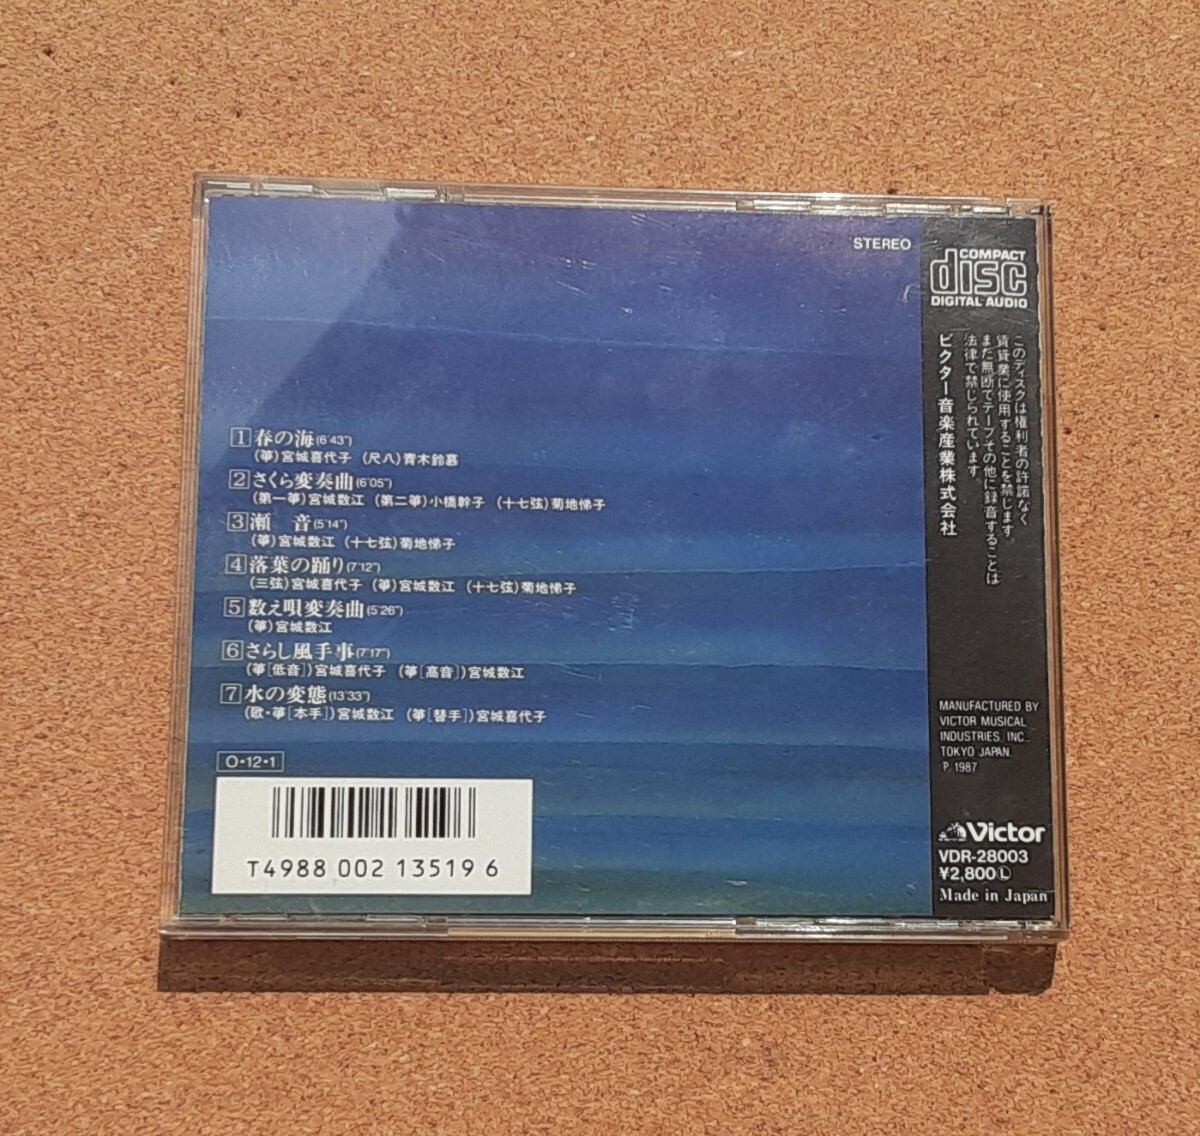 STEREO
1 春の海(6'43")
(箏)宮城喜代子 (尺八)青木鈴慕
2 さくら変奏曲(6'05")
(第一箏)宮城数江 (第二箏)小橋幹子 (十七弦)菊地悌子
3 瀬 音(5'14")
(箏)宮城数江 (十七弦)菊地悌子
4 落葉の踊り(7'12")
(三弦)宮城喜代子 (箏)宮城数江 (十七弦)菊地悌子
5 数え唄変奏曲(5'26")
(箏)宮城数江
6 さらし風手事(7'17")
(箏[低音])宮城喜代子 (箏[高音])宮城数江
7 水の変態(13'33")
(歌・箏[本手])宮城数江 (箏[替手])宮城喜代子
O・12・1
T4988 002 13519 6
COMPACT
disc
DIGITAL AUDIO
このディスクは権利者の許諾なく
賃貸業に使用することを禁じます。
また無断でテープその他に録音することは
法律で禁じられています。
ビクター音楽産業株式会社
MANUFACTURED BY
VICTOR MUSICAL
INDUSTRIES, INC.,
TOKYO JAPAN.
℗ 1987
Victor
VDR-28003
¥2,800Ⓛ
Made in Japan